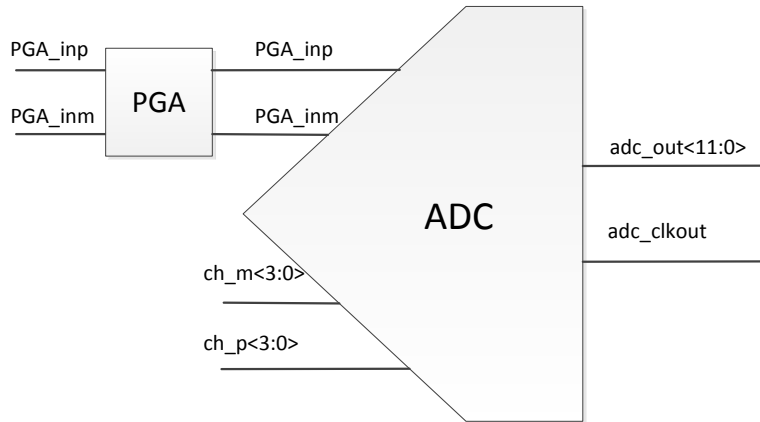 PGA_inp
PGA_inp
PGA
PGA_inm
PGA_inm
adc_out<11:0>
ADC
adc_clkout
ch_m<3:0>
ch_p<3:0>